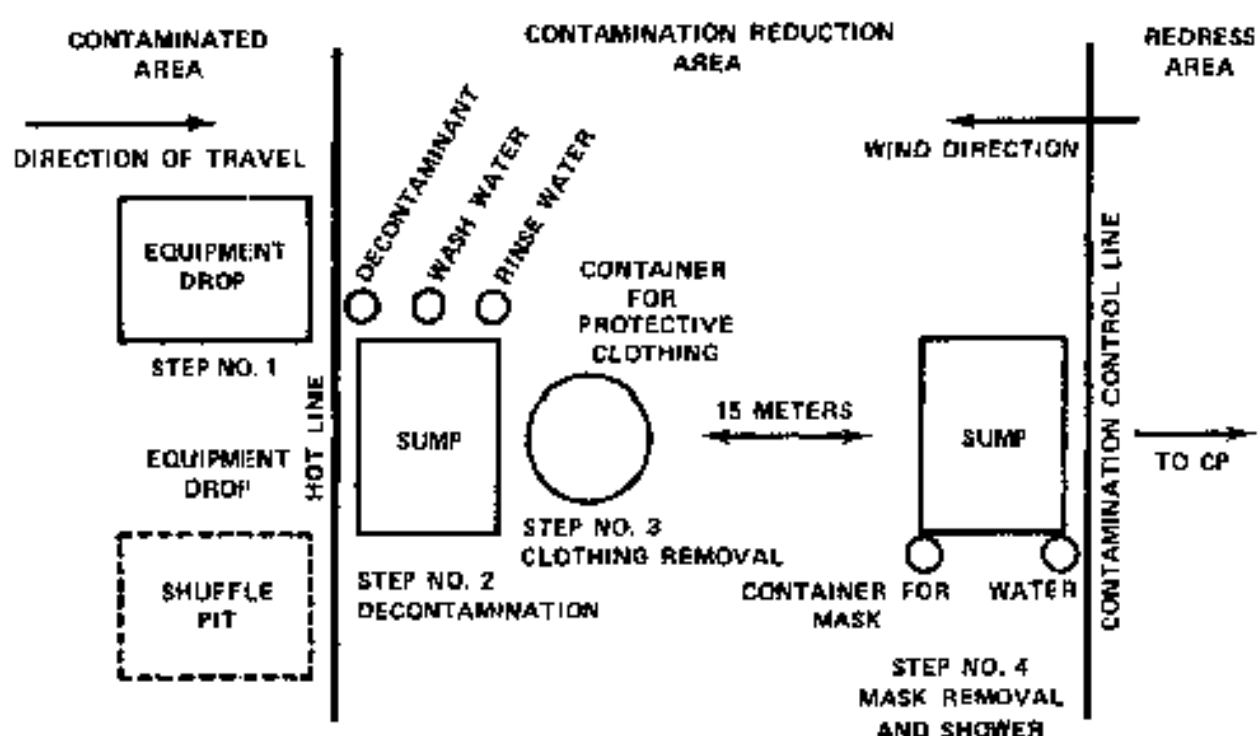 CONTAMINATED
AREA
CONTAMINATION REDUCTION
AREA
REDRESS
AREA
DIRECTION OF TRAVEL
WIND DIRECTION
DECONTAMINANT
WASH WATER
RINSE WATER
EQUIPMENT
DROP
STEP NO. 1
CONTAINER
FOR
PROTECTIVE
CLOTHING
HOT LINE
SUMP
15 METERS
SUMP
CONTAMINATION CONTROL LINE
TO CP
EQUIPMENT
DROP
STEP NO. 3
CLOTHING REMOVAL
SHUFFLE
PIT
STEP NO. 2
DECONTAMINATION
CONTAINER FOR
MASK
WATER
STEP NO. 4
MASK REMOVAL
AND SHOWER